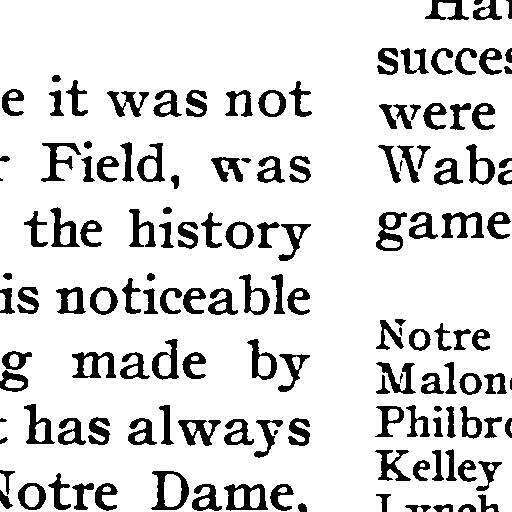 e it was not
Field, was
the history
is noticeable
g made by
has always
Notre Dame,
succes
were
Waba
game
Notre
Malon
Philbro
Kelley
Lynch